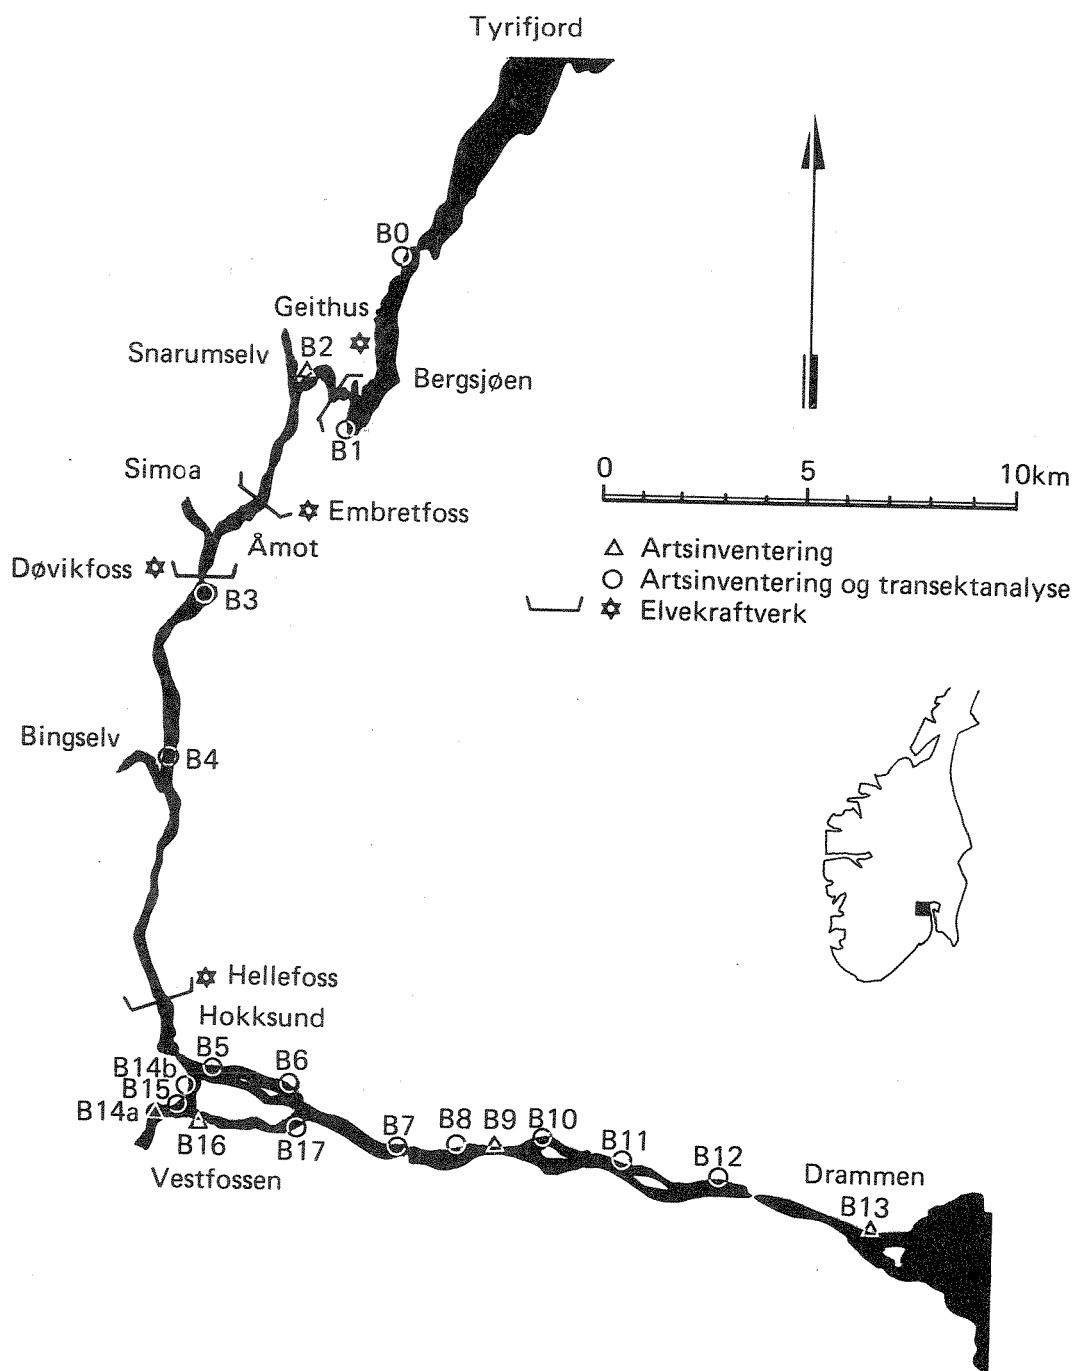 Tyrifjord
B0
Geithus
B2
Snarumselv
Bergsjøen
B1
Simoa
0 5 10km
Embretfoss
Åmot
Døvikfoss
B3
Artsinventering
Artsinventering og transektanalyse
Elvekraftverk
Bingselv
B4
Hellefoss
Hokksund
B5
B6
B14b
B15
B14a
B16
B17
B7
B8
B9
B10
B11
B12
Vestfossen
Drammen
B13